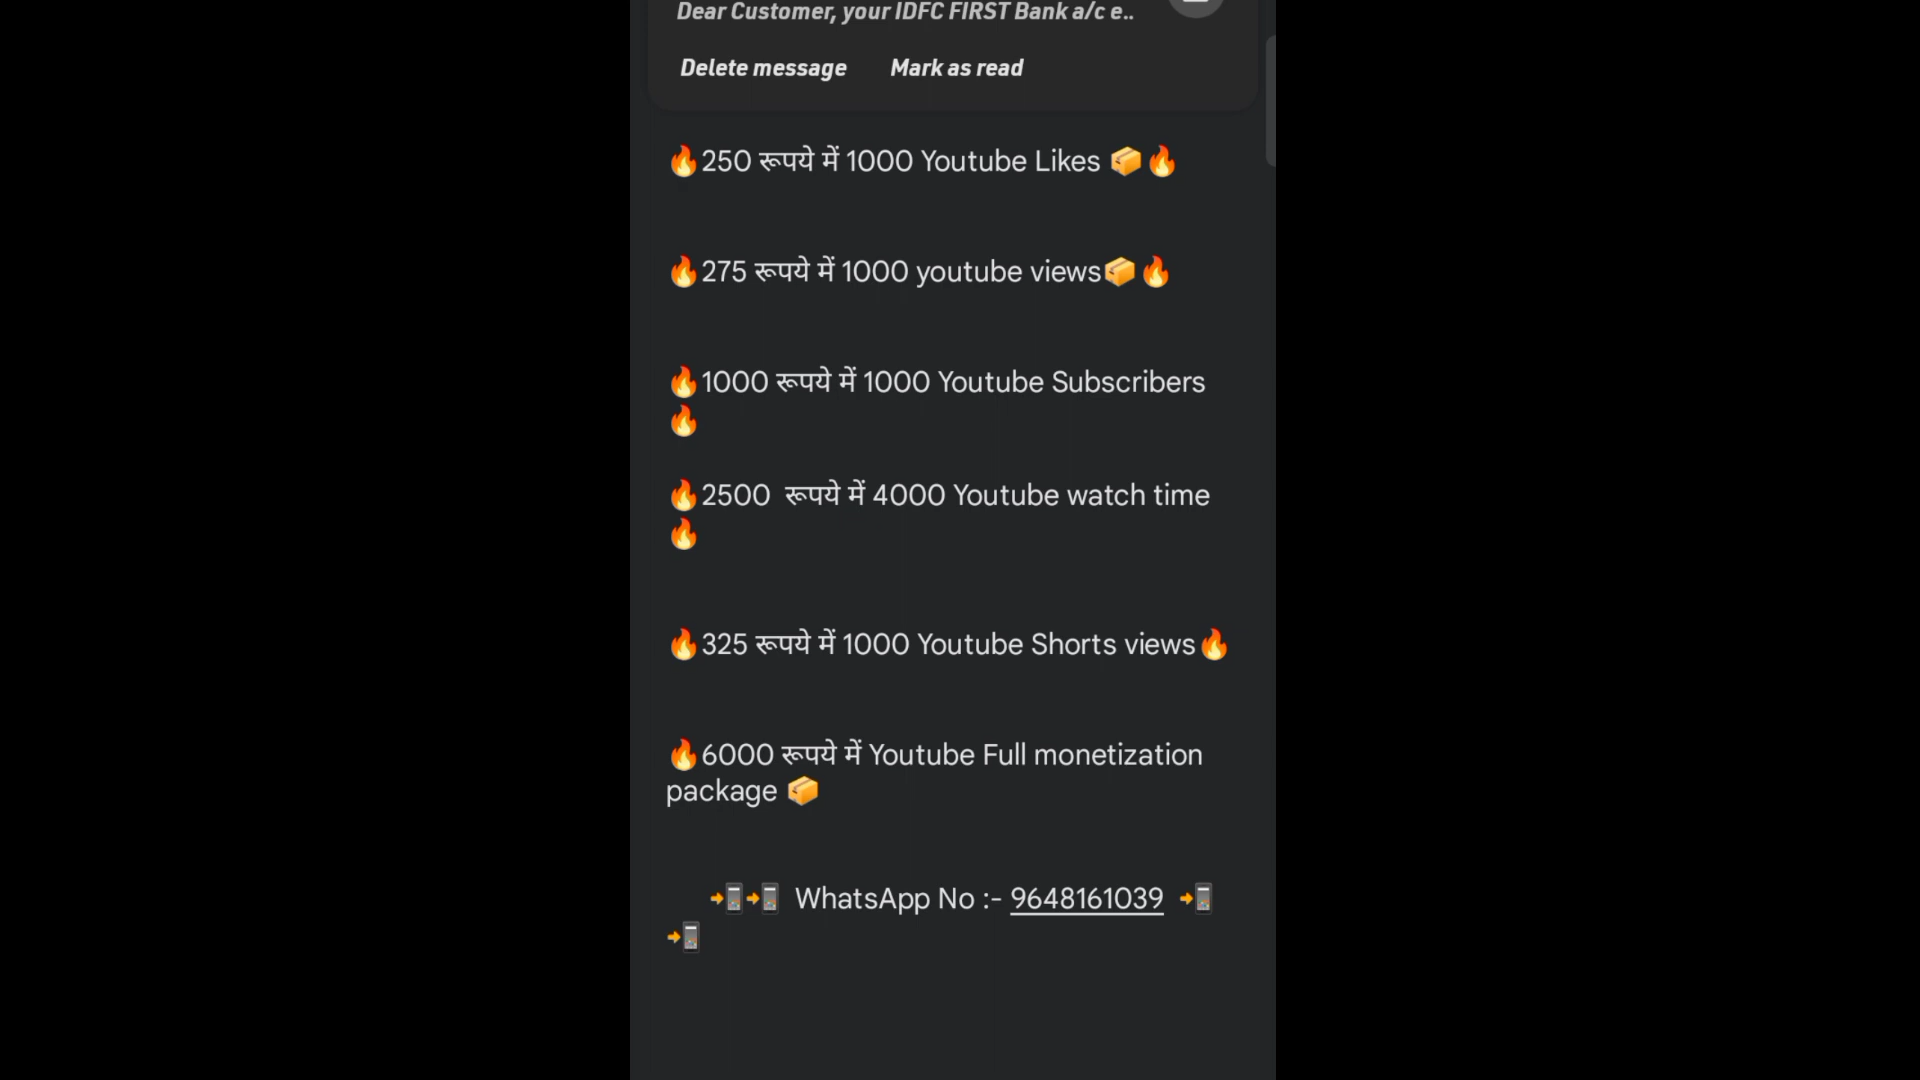 Dear Customer, your IDFC FIRST Bank a/c e..
Delete message Mark as read
🔥250 रूपये में 1000 Youtube Likes 📦🔥
🔥275 रूपये में 1000 youtube views📦🔥
🔥1000 रूपये में 1000 Youtube Subscribers
🔥
🔥2500 रूपये में 4000 Youtube watch time
🔥
🔥325 रूपये में 1000 Youtube Shorts views🔥
🔥6000 रूपये में Youtube Full monetization
package 📦
📲📲 WhatsApp No :- 9648161039 📲
📲